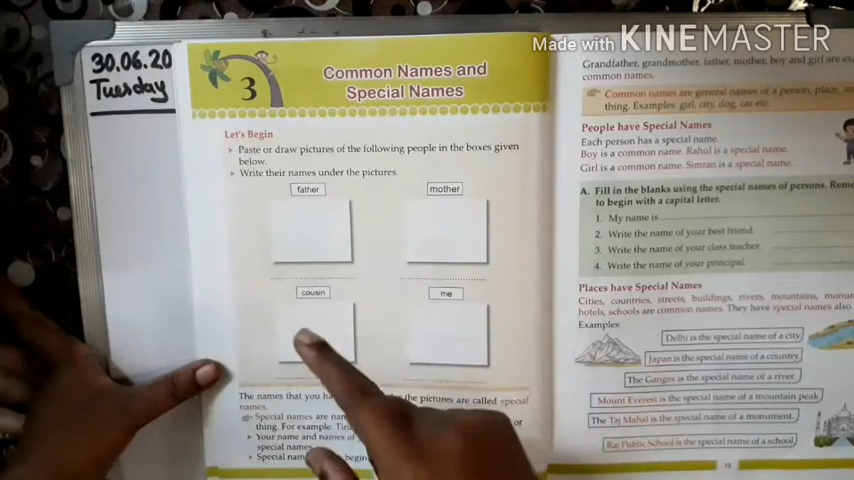 Made with KINEMASTER
30.06.20
Tuesday
3
Common Names and
Special Names
Let's Begin
Paste or draw pictures of the following people in the boxes given
below.
Write their names under the pictures.
father
mother
cousin
me
The names that you ha
the pictures are called special
names.
Special names are nam
thing. For example: Tina
or
Your name and names of
special names
Special nam
begin
Grandfather, grandmother, father, mother, boy and girl are ex
common names.
Common names are general names of a person, place, a
thing. Examples: girl, city, dog, car etc.
People have Special Names
Each person has a special name.
Boy is a common name. Rahul is a special name.
Girl is a common name. Simran is a special name.
A. Fill in the blanks using the special names of persons. Reme
to begin with a capital letter.
1. My name is
2. Write the name of your best friend.
3. Write the name of your class teacher.
4. Write the name of your principal.
Places have Special Names
Cities, countries, streets, buildings, rivers, mountains, monum
hotels, schools are common names. They have special names also.
Examples:
Delhi is the special name of a city.
Japan is the special name of a country.
The Ganges is the special name of a river.
Mount Everest is the special name of a mountain peak
The Taj Mahal is the special name of a monument.
Raj Public School is the special name of a school
19